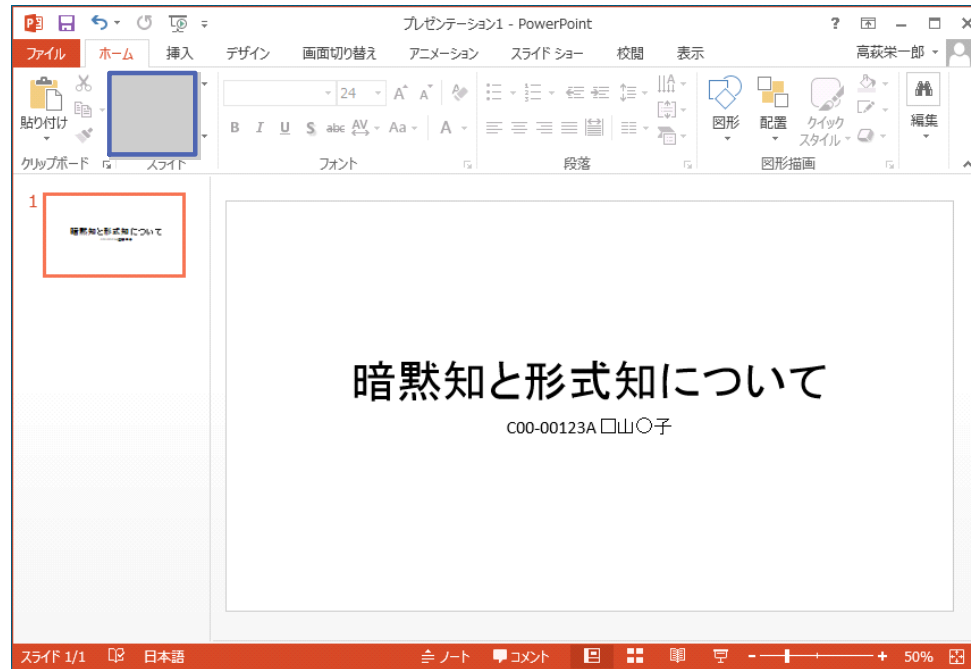 プレゼンテーション1 - PowerPoint
ファイル ホーム 挿入 デザイン 画面切り替え アニメーション スライド ショー 校閲 表示 高萩栄一郎
24
B I U S abc AV Aa A
貼り付け 図形 配置 クイック スタイル 編集
クリップボード スライド フォント 段落 図形描画
1
暗黙知と形式知について
暗黙知と形式知について
C00-00123A □山○子
スライド 1/1 日本語 ノート コメント 50%